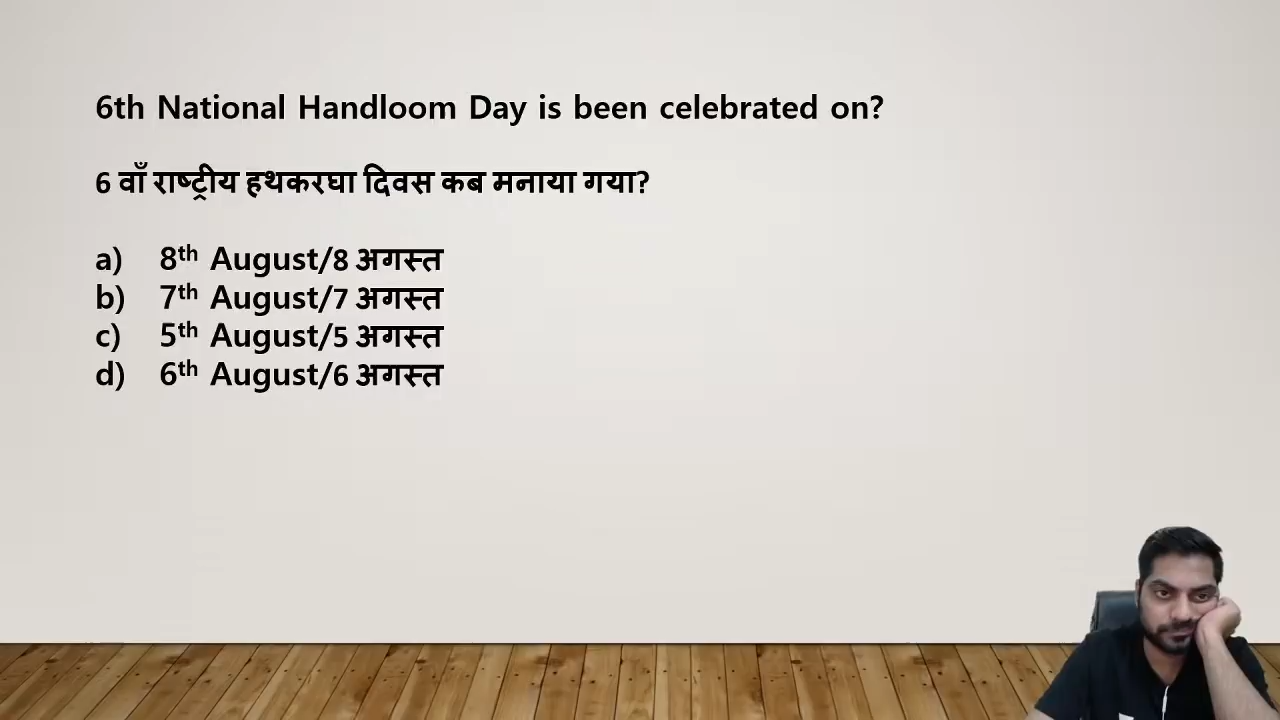 6th National Handloom Day is been celebrated on?
6 वाँ राष्ट्रीय हथकरघा दिवस कब मनाया गया?
a) 8th August/8 अगस्त
b) 7th August/7 अगस्त
c) 5th August/5 अगस्त
d) 6th August/6 अगस्त